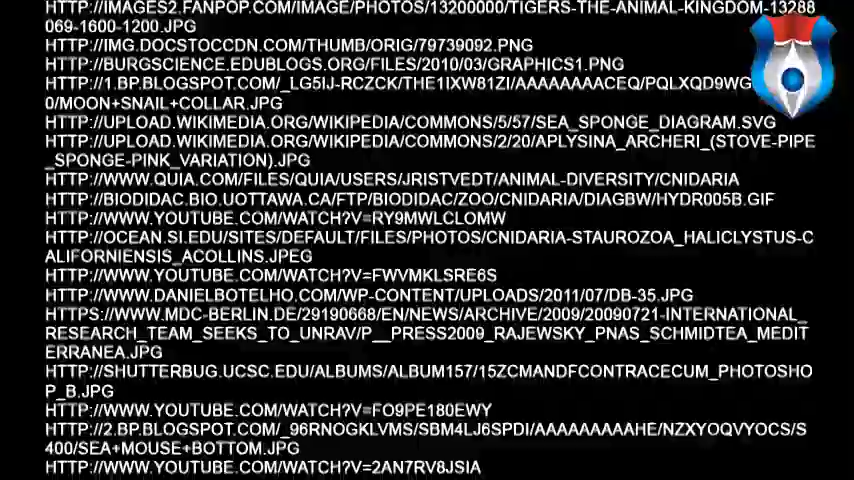 HTTP://IMAGES2.FANPOP.COM/IMAGE/PHOTOS/13200000/TIGERS-THE-ANIMAL-KINGDOM-13288
069-1600-1200.JPG
HTTP://IMG.DOCSTOCCDN.COM/THUMB/ORIG/79739092.PNG
HTTP://BURGSCIENCE.EDUBLOGS.ORG/FILES/2010/03/GRAPHICS1.PNG
HTTP://1.BP.BLOGSPOT.COM/_LG5IJ-RCZCK/THE1IXW81ZI/AAAAAAAACEQ/PQLXQD9WG
0/MOON+SNAIL+COLLAR.JPG
HTTP://UPLOAD.WIKIMEDIA.ORG/WIKIPEDIA/COMMONS/5/57/SEA_SPONGE_DIAGRAM.SVG
HTTP://UPLOAD.WIKIMEDIA.ORG/WIKIPEDIA/COMMONS/2/20/APLYSINA_ARCHERI_(STOVE-PIPE
_SPONGE-PINK_VARIATION).JPG
HTTP://WWW.QUIA.COM/FILES/QUIA/USERS/JRISTVEDT/ANIMAL-DIVERSITY/CNIDARIA
HTTP://BIODIDAC.BIO.UOTTAWA.CA/FTP/BIODIDAC/ZOO/CNIDARIA/DIAGBW/HYDR005B.GIF
HTTP://WWW.YOUTUBE.COM/WATCH?V=RY9MWLCLOMW
HTTP://OCEAN.SI.EDU/SITES/DEFAULT/FILES/PHOTOS/CNIDARIA-STAUROZOA_HALICLYSTUS-C
ALIFORNIENSIS_ACOLLINS.JPEG
HTTP://WWW.YOUTUBE.COM/WATCH?V=FWVMKLSRE6S
HTTP://WWW.DANIELBOTELHO.COM/WP-CONTENT/UPLOADS/2011/07/DB-35.JPG
HTTPS://WWW.MDC-BERLIN.DE/29190668/EN/NEWS/ARCHIVE/2009/20090721-INTERNATIONAL_
RESEARCH_TEAM_SEEKS_TO_UNRAV/P__PRESS2009_RAJEWSKY_PNAS_SCHMIDTEA_MEDIT
ERRANEA.JPG
HTTP://SHUTTERBUG.UCSC.EDU/ALBUMS/ALBUM157/15ZCMANDFCONTRACECUM_PHOTOSHO
P_B.JPG
HTTP://WWW.YOUTUBE.COM/WATCH?V=FO9PE180EWY
HTTP://2.BP.BLOGSPOT.COM/_96RNOGKLVMS/SBM4LJ6SPDI/AAAAAAAAAHE/NZXYOQVYOCS/S
400/SEA+MOUSE+BOTTOM.JPG
HTTP://WWW.YOUTUBE.COM/WATCH?V=2AN7RV8JSIA